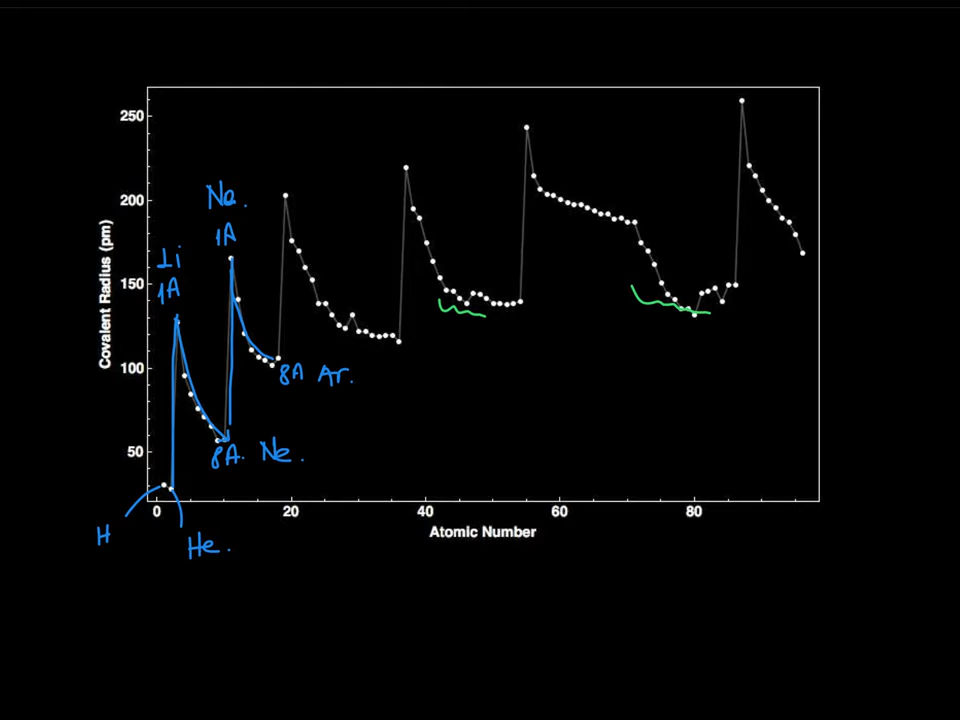 250
200
150
100
50
0
20
40
60
80
Covalent Radius (pm)
Atomic Number
Na.
1A
Li
1A
8A Ar.
8A. Ne.
H
He.